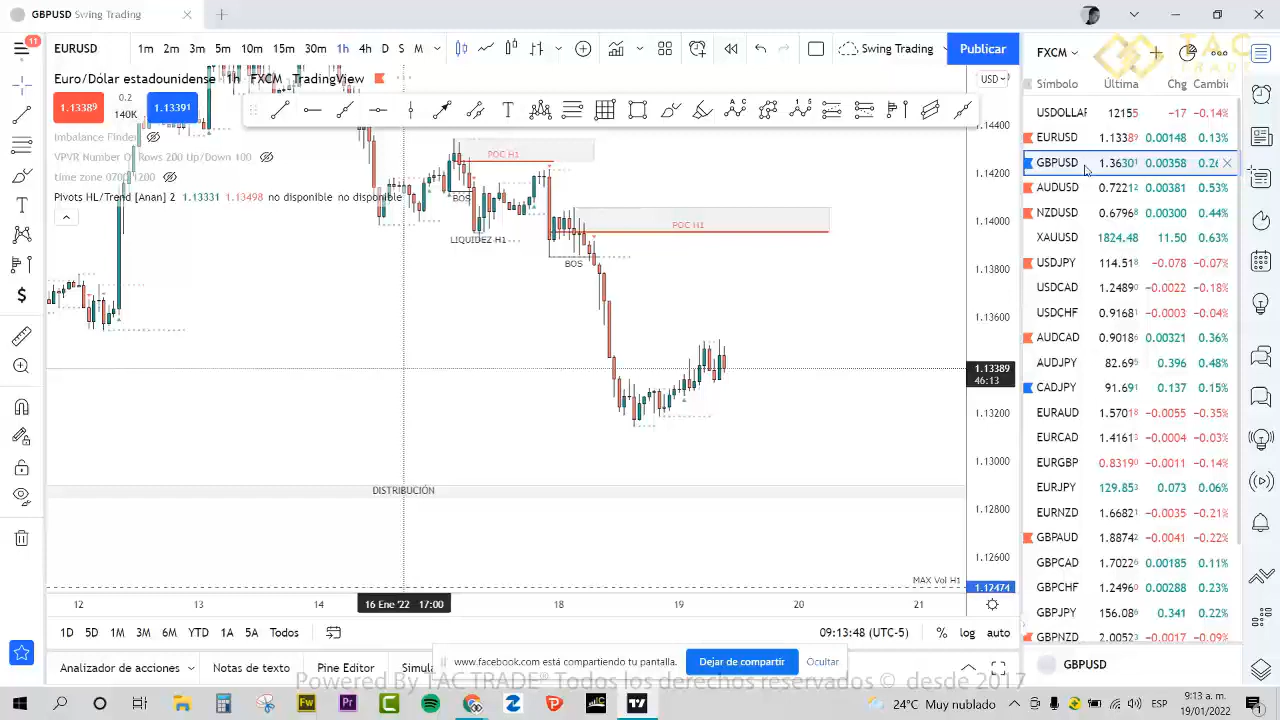 GBPUSD Swing Trading
11
EURUSD 1m 2m 3m 5m 10m 15m 30m 1h 4h D S M Swing Trading Publicar
Euro/Dólar estadounidense 1h FXCM TradingView
1.13389 0.2 140K 1.13391
Imbalance Finder
VPVR Number Of Rows 200 Up/Down 100
time zone 0700 1200
Pivots HL/Trend [Anan] 2 1.13331 1.13498 no disponible no disponible
POC H1
BOS
LIQUIDEZ H1
POC H1
BOS
DISTRIBUCIÓN
MAX Vol H1
USD
1.14400
1.14200
1.14000
1.13800
1.13600
1.13389
46:13
1.13200
1.13000
1.12800
1.12600
1.12474
12 13 14 16 Ene '22 17:00 18 19 20 21
1D 5D 1M 3M 6M YTD 1A 5A Todos 09:13:48 (UTC-5) % log auto
Analizador de acciones Notas de texto Pine Editor
www.facebook.com está compartiendo tu pantalla. Dejar de compartir Ocultar
FXCM
TAC
Símbolo Última Chg
USDOLLAR 12155 −17 −0.14%
EURUSD 1.13389 0.00148 0.13%
GBPUSD 1.36301 0.00358
AUDUSD 0.72212 0.00381 0.53%
NZDUSD 0.67968 0.00300 0.44%
XAUUSD 1824.48 11.50 0.63%
USDJPY 114.518 −0.078 −0.07%
USDCAD 1.24890 −0.0022 −0.18%
USDCHF 0.91681 −0.0003 −0.04%
AUDCAD 0.90186 0.00321 0.36%
AUDJPY 82.695 0.396 0.48%
CADJPY 91.691 0.137 0.15%
EURAUD 1.57018 −0.0055 −0.35%
EURCAD 1.41613 −0.0004 −0.03%
EURGBP 0.83190 −0.0011 −0.14%
EURJPY 129.853 0.073 0.06%
EURNZD 1.66821 −0.0035 −0.21%
GBPAUD 1.88742 −0.0041 −0.22%
GBPCAD 1.70226 0.00185 0.11%
GBPCHF 1.24960 0.00288 0.23%
GBPJPY 156.086 0.341 0.22%
GBPNZD 2.00523 −0.0017 −0.09%
GBPUSD
Powered By TAC TRADE® Todos los derechos reservados © desde 2017
24°C Muy nublado ESP 9:13 a.m.
19/01/2022